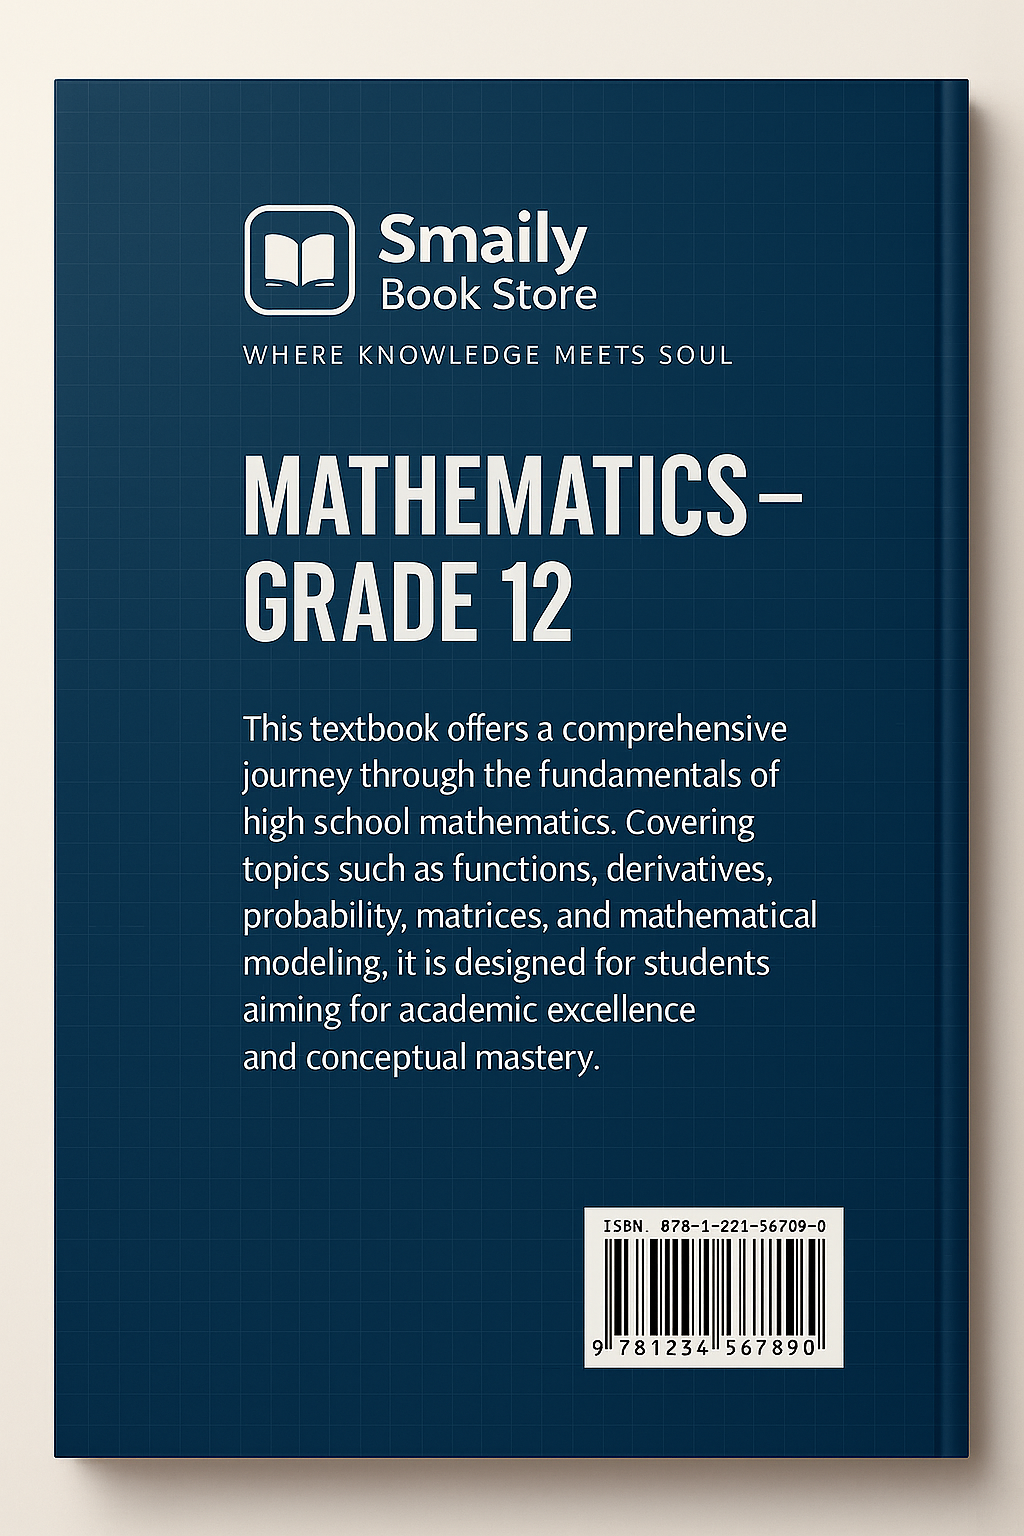 Smaily
Book Store
WHERE KNOWLEDGE MEETS SOUL
MATHEMATICS–
GRADE 12
This textbook offers a comprehensive
journey through the fundamentals of
high school mathematics. Covering
topics such as functions, derivatives,
probability, matrices, and mathematical
modeling, it is designed for students
aiming for academic excellence
and conceptual mastery.
ISBN. 878-1-221-56709-0
9 781234 567890